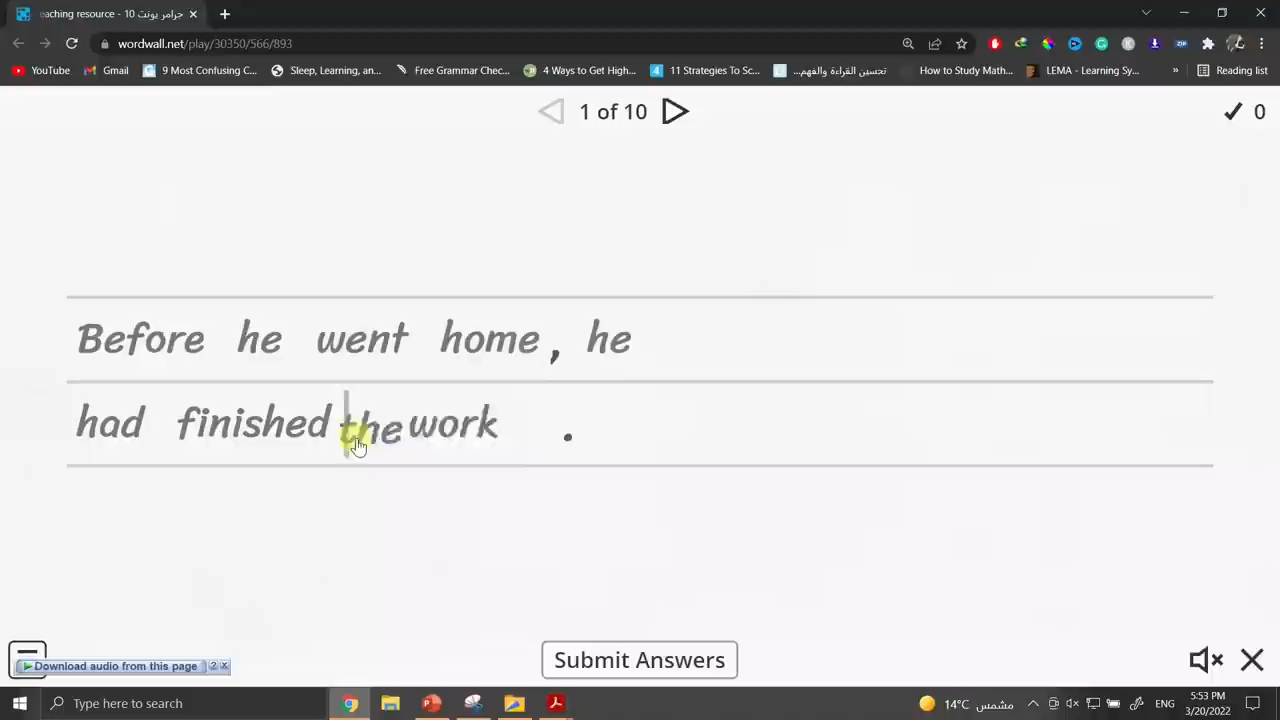 eaching resource - 10 جرامر يونت
wordwall.net/play/30350/566/893
YouTube
Gmail
9 Most Confusing C...
Sleep, Learning, an...
Free Grammar Chec...
4 Ways to Get High...
11 Strategies To Sc...
تحسين القراءة والفهم...
How to Study Math...
LEMA - Learning Sy...
»
Reading list
1 of 10
0
Before he went home, he
had finished the work .
Submit Answers
Download audio from this page
Type here to search
14°C مشمس
ENG
5:53 PM
3/20/2022